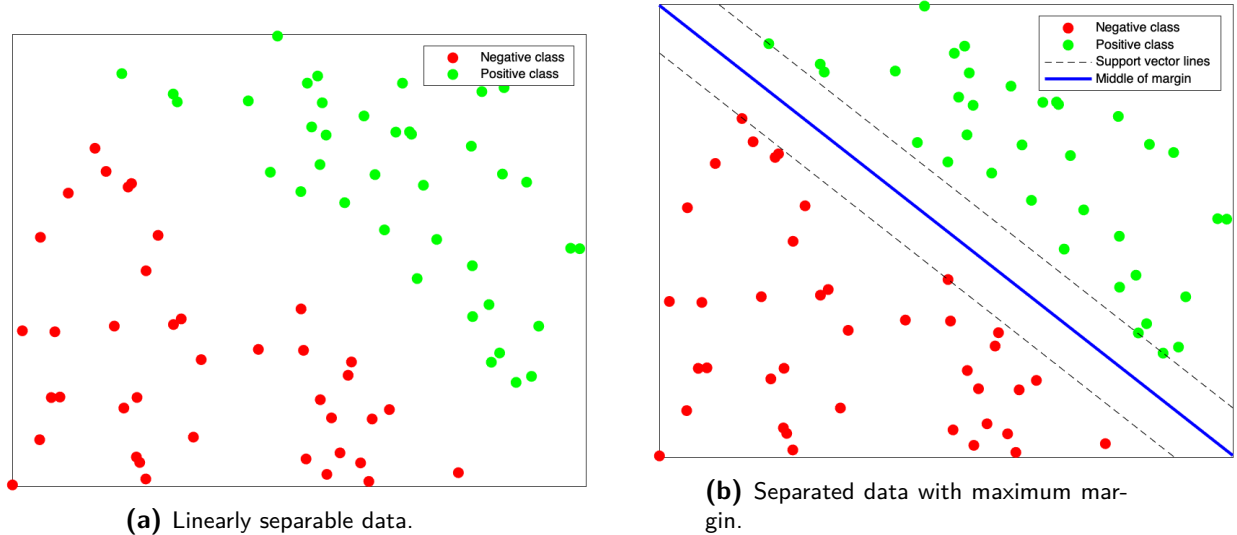 Negative class
Positive class
(a) Linearly separable data.
Negative class
Positive class
Support vector lines
Middle of margin
(b) Separated data with maximum mar-
gin.